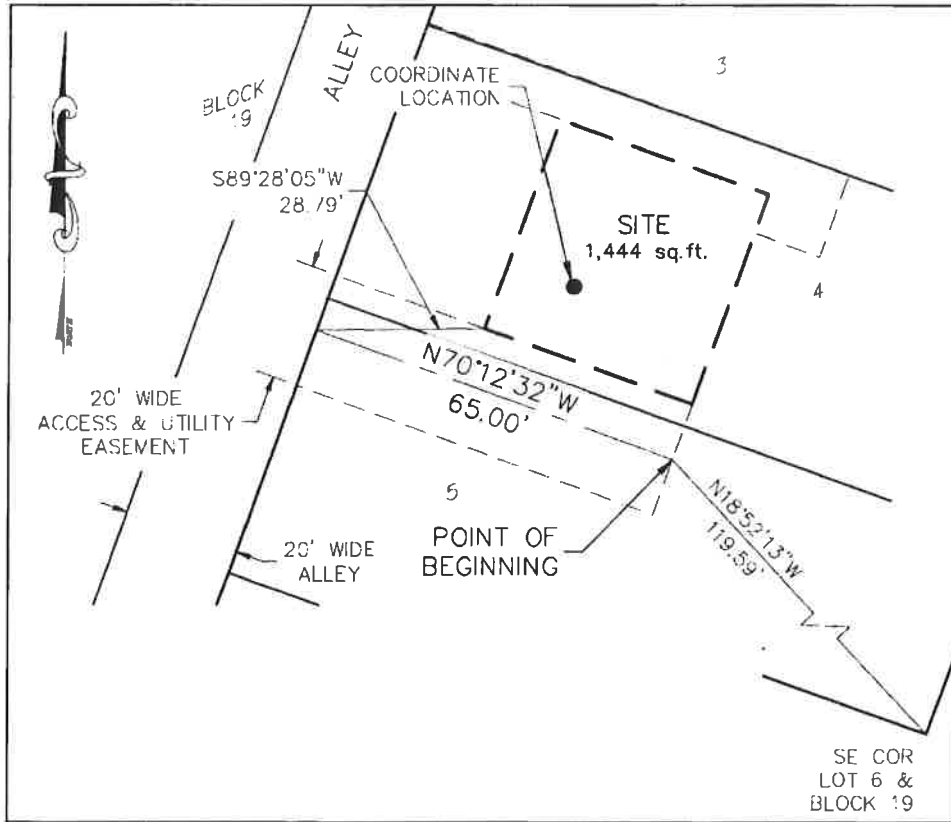 ALLEY
BLOCK
19
3
COORDINATE
LOCATION
S89°28'05"W
28.79'
SITE
1,444 sq.ft.
4
N70°12'32"W
65.00'
20' WIDE
ACCESS & UTILITY
EASEMENT
5
N18°52'13"W
119.59'
POINT OF
BEGINNING
20' WIDE
ALLEY
SE COR
LOT 6 &
BLOCK 19